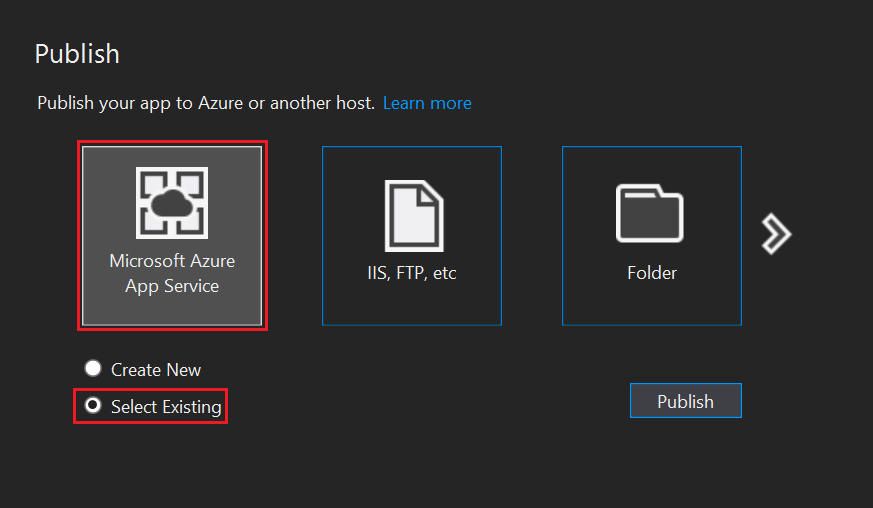 Publish
Publish your app to Azure or another host. Learn more
Microsoft Azure
App Service
IIS, FTP, etc
Folder
Create New
Select Existing
Publish